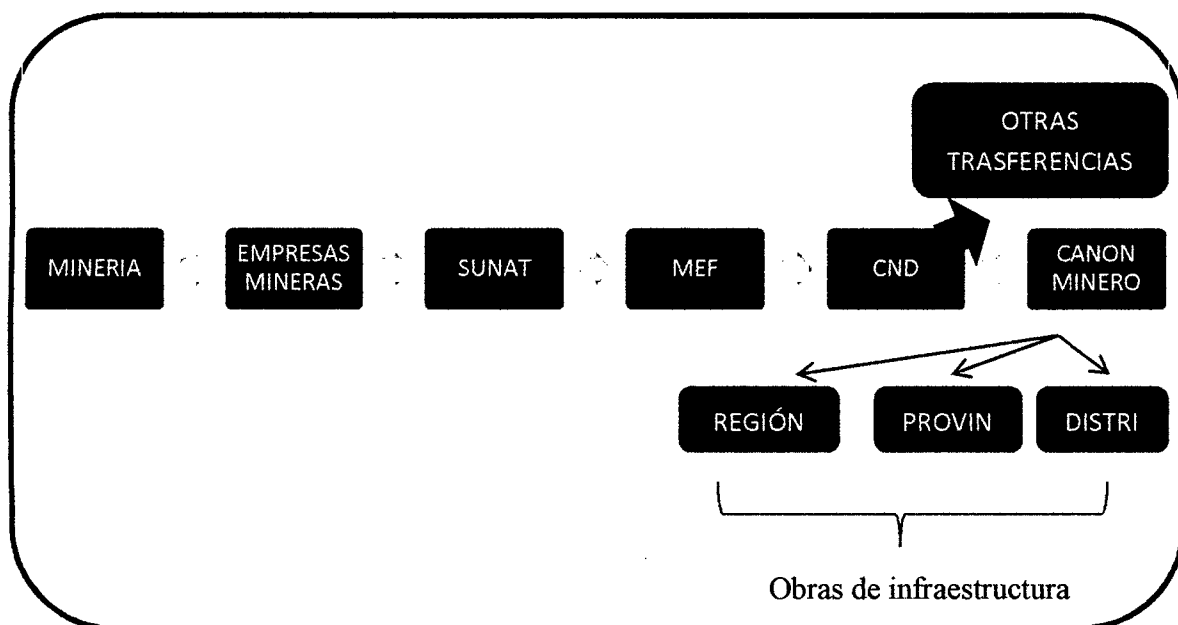 OTRAS
TRASFERENCIAS
MINERIA
EMPRESAS
MINERAS
SUNAT
MEF
CND
CANON
MINERO
REGIÓN
PROVIN
DISTRI
Obras de infraestructura